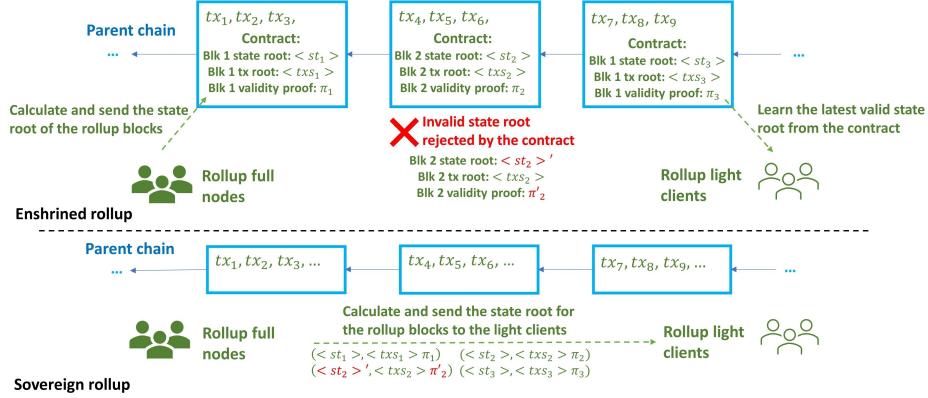 Parent chain
...
tx₁, tx₂, tx₃,
Contract:
Blk 1 state root: < st₁ >
Blk 1 tx root: < txs₁ >
Blk 1 validity proof: π₁
tx₄, tx₅, tx₆,
Contract:
Blk 2 state root: < st₂ >
Blk 2 tx root: < txs₂ >
Blk 2 validity proof: π₂
tx₇, tx₈, tx₉
Contract:
Blk 1 state root: < st₃ >
Blk 1 tx root: < txs₃ >
Blk 1 validity proof: π₃
...
Calculate and send the state
root of the rollup blocks
Invalid state root
rejected by the contract
Blk 2 state root: < st₂ > ′
Blk 2 tx root: < txs₂ >
Blk 2 validity proof: π′₂
Learn the latest valid state
root from the contract
Rollup full
nodes
Rollup light
clients
Enshrined rollup
Parent chain
...
tx₁, tx₂, tx₃, ...
tx₄, tx₅, tx₆, ...
tx₇, tx₈, tx₉, ...
...
Rollup full
nodes
Calculate and send the state root for
the rollup blocks to the light clients
(< st₁ >, < txs₁ > π₁) (< st₂ >, < txs₂ > π₂)
(< st₂ > ′, < txs₂ > π′₂) (< st₃ >, < txs₃ > π₃)
Rollup light
clients
Sovereign rollup